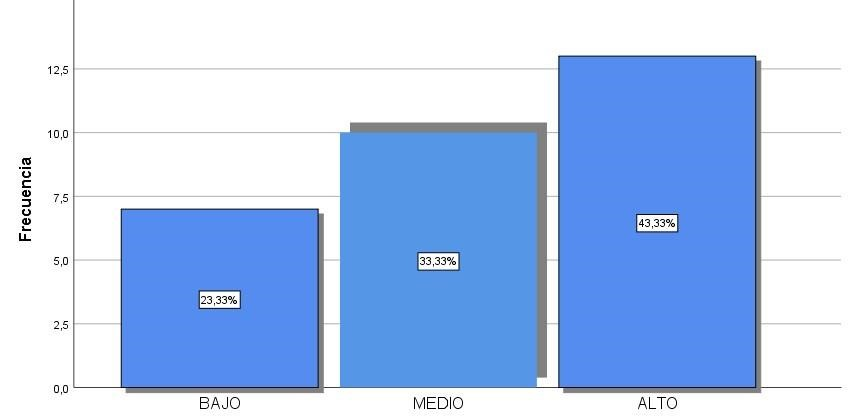 Frecuencia
12,5
10,0
7,5
5,0
2,5
0,0
23,33%
33,33%
43,33%
BAJO
MEDIO
ALTO